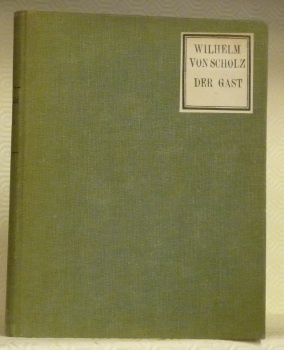 WILHELM
VON SCHOLZ
DER GAST